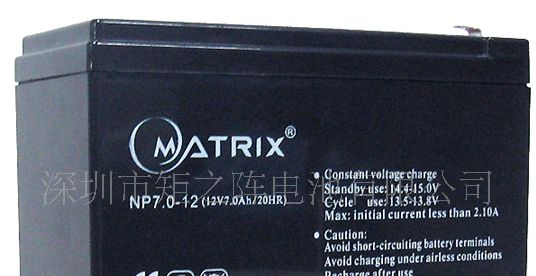 MATRIX®
深圳市矩之阵电池有限公司
NP7.0-12 (12V7.0Ah/20HR)
• Constant voltage charge
Standby use: 14.4-15.0V
Cycle use: 13.5-13.8V
Max: initial current less than 2.10A
• Caution:
Avoid short-circuiting battery terminals
Avoid charging under airless conditions
Recharge after use